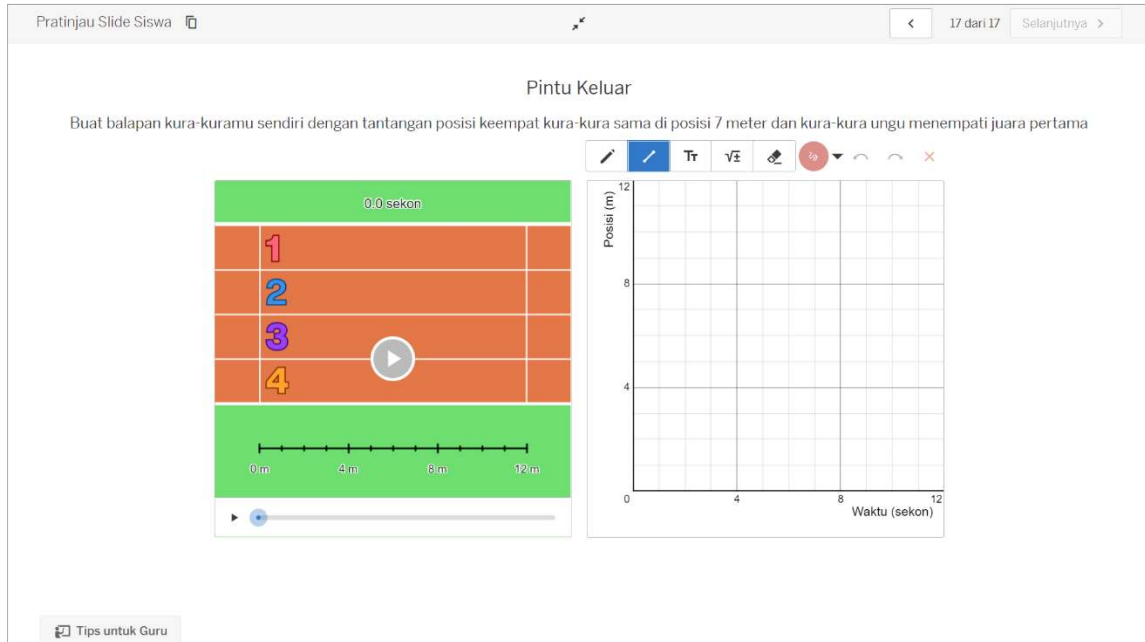 Pratinjau Slide Siswa
17 dari 17
Selanjutnya
Pintu Keluar
Buat balapan kura-kuramu sendiri dengan tantangan posisi keempat kura-kura sama di posisi 7 meter dan kura-kura ungu menempati juara pertama
Tт
√±
0.0 sekon
1
2
3
4
0 m
4 m
8 m
12 m
Posisi (m)
12
8
4
0
4
8
12
Waktu (sekon)
Tips untuk Guru